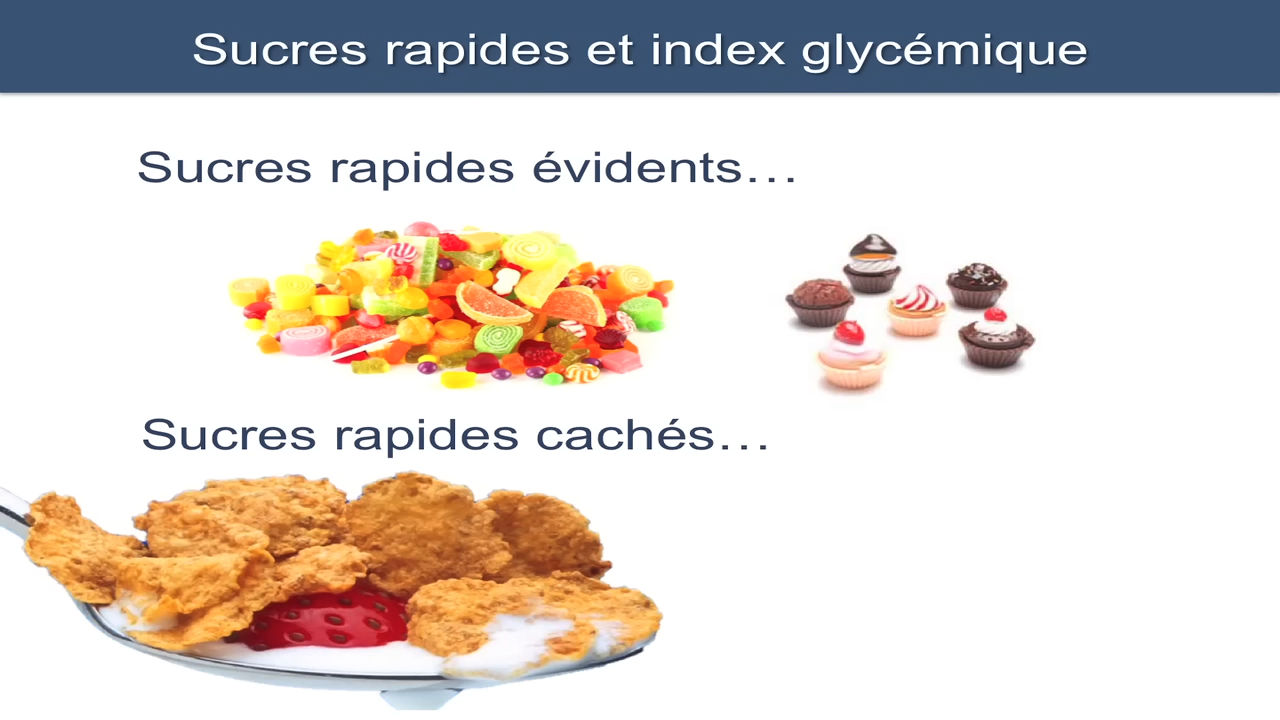 Sucres rapides et index glycémique
Sucres rapides évidents…
Sucres rapides cachés…